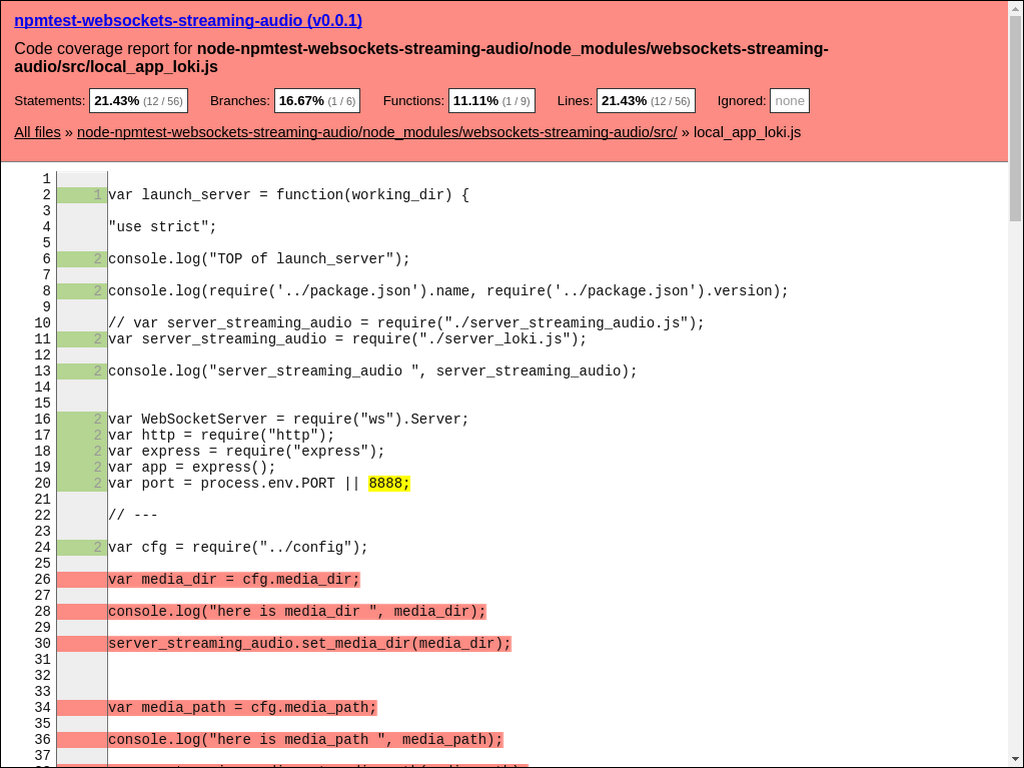 npmtest-websockets-streaming-audio (v0.0.1)
Code coverage report for node-npmtest-websockets-streaming-audio/node_modules/websockets-streaming-
audio/src/local_app_loki.js
Statements: 21.43% (12 / 56) Branches: 16.67% (1 / 6) Functions: 11.11% (1 / 9) Lines: 21.43% (12 / 56) Ignored: none
All files » node-npmtest-websockets-streaming-audio/node_modules/websockets-streaming-audio/src/ » local_app_loki.js
1
2 1 var launch_server = function(working_dir) {
3
4 "use strict";
5
6 2 console.log("TOP of launch_server");
7
8 2 console.log(require('../package.json').name, require('../package.json').version);
9
10 // var server_streaming_audio = require("./server_streaming_audio.js");
11 2 var server_streaming_audio = require("./server_loki.js");
12
13 2 console.log("server_streaming_audio ", server_streaming_audio);
14
15
16 2 var WebSocketServer = require("ws").Server;
17 2 var http = require("http");
18 2 var express = require("express");
19 2 var app = express();
20 2 var port = process.env.PORT || 8888;
21
22 // ---
23
24 2 var cfg = require("../config");
25
26 var media_dir = cfg.media_dir;
27
28 console.log("here is media_dir ", media_dir);
29
30 server_streaming_audio.set_media_dir(media_dir);
31
32
33
34 var media_path = cfg.media_path;
35
36 console.log("here is media_path ", media_path);
37